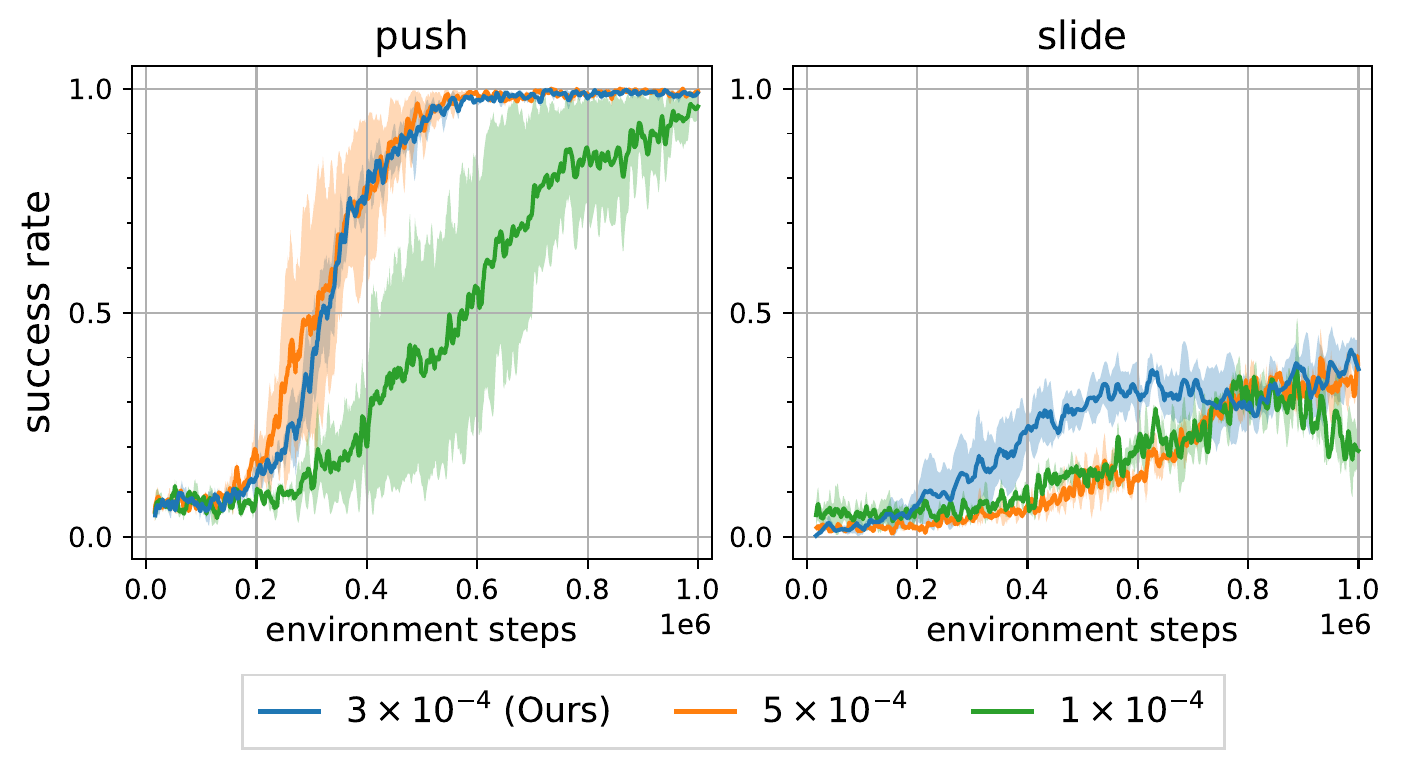 push
slide
success rate
1.0
0.5
0.0
1.0
0.5
0.0
0.0 0.2 0.4 0.6 0.8 1.0
0.0 0.2 0.4 0.6 0.8 1.0
environment steps 1e6
environment steps 1e6
3 × 10⁻⁴ (Ours) 5 × 10⁻⁴ 1 × 10⁻⁴